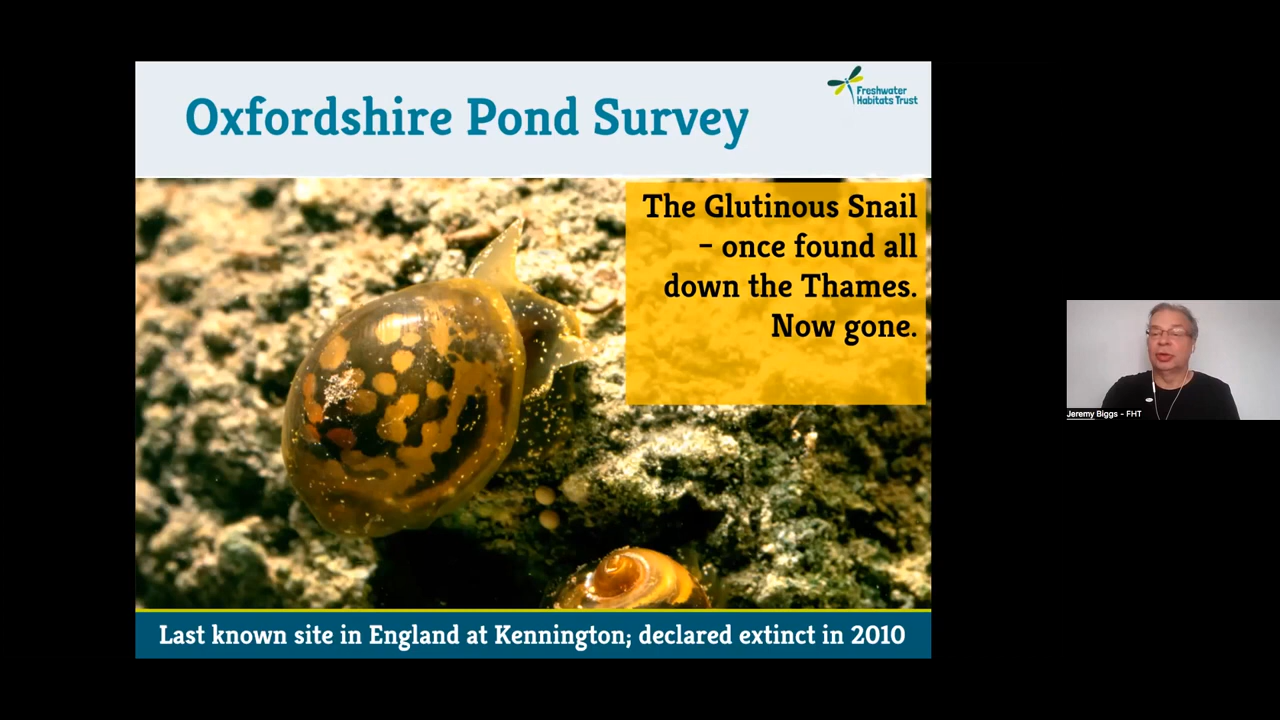 Oxfordshire Pond Survey
Freshwater
Habitats Trust
The Glutinous Snail
– once found all
down the Thames.
Now gone.
Jeremy Biggs - FHT
Last known site in England at Kennington; declared extinct in 2010